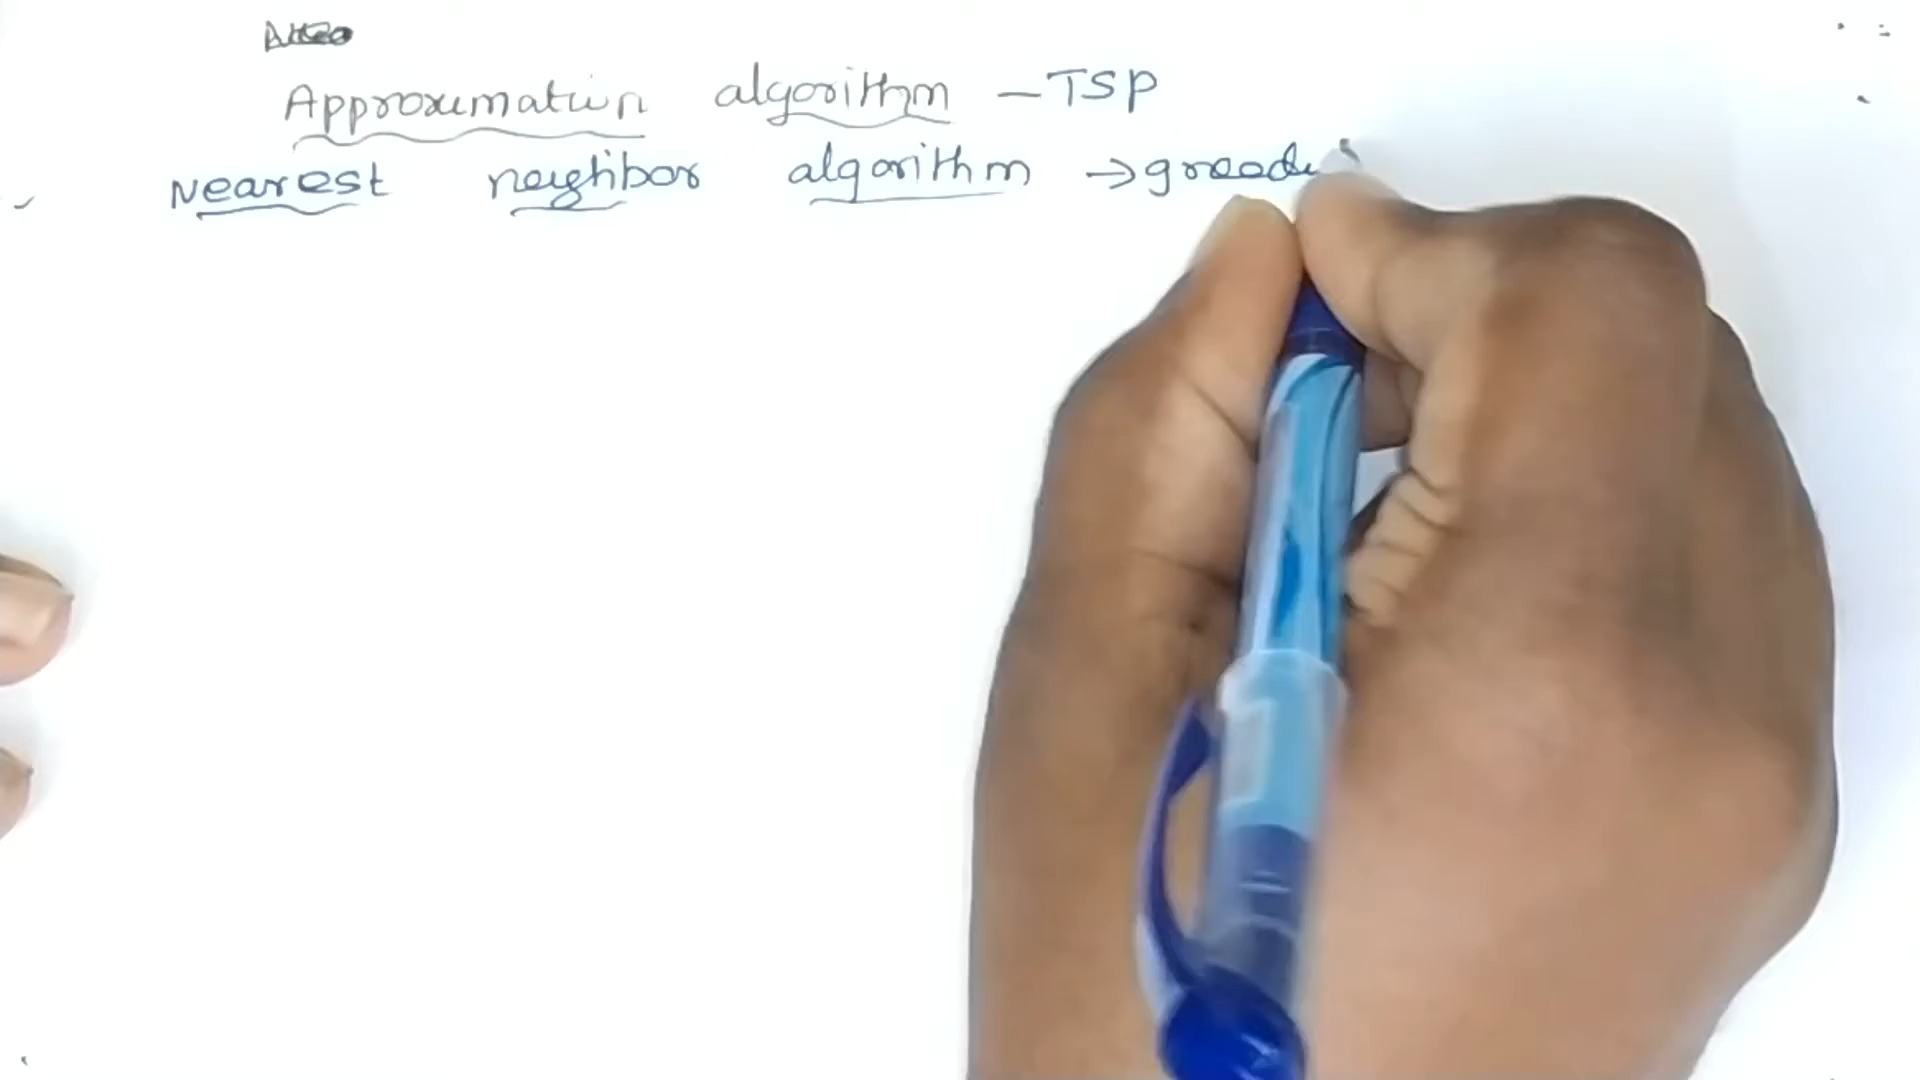 Approximation algorithm - TSP
Nearest neighbor algorithm → greedy